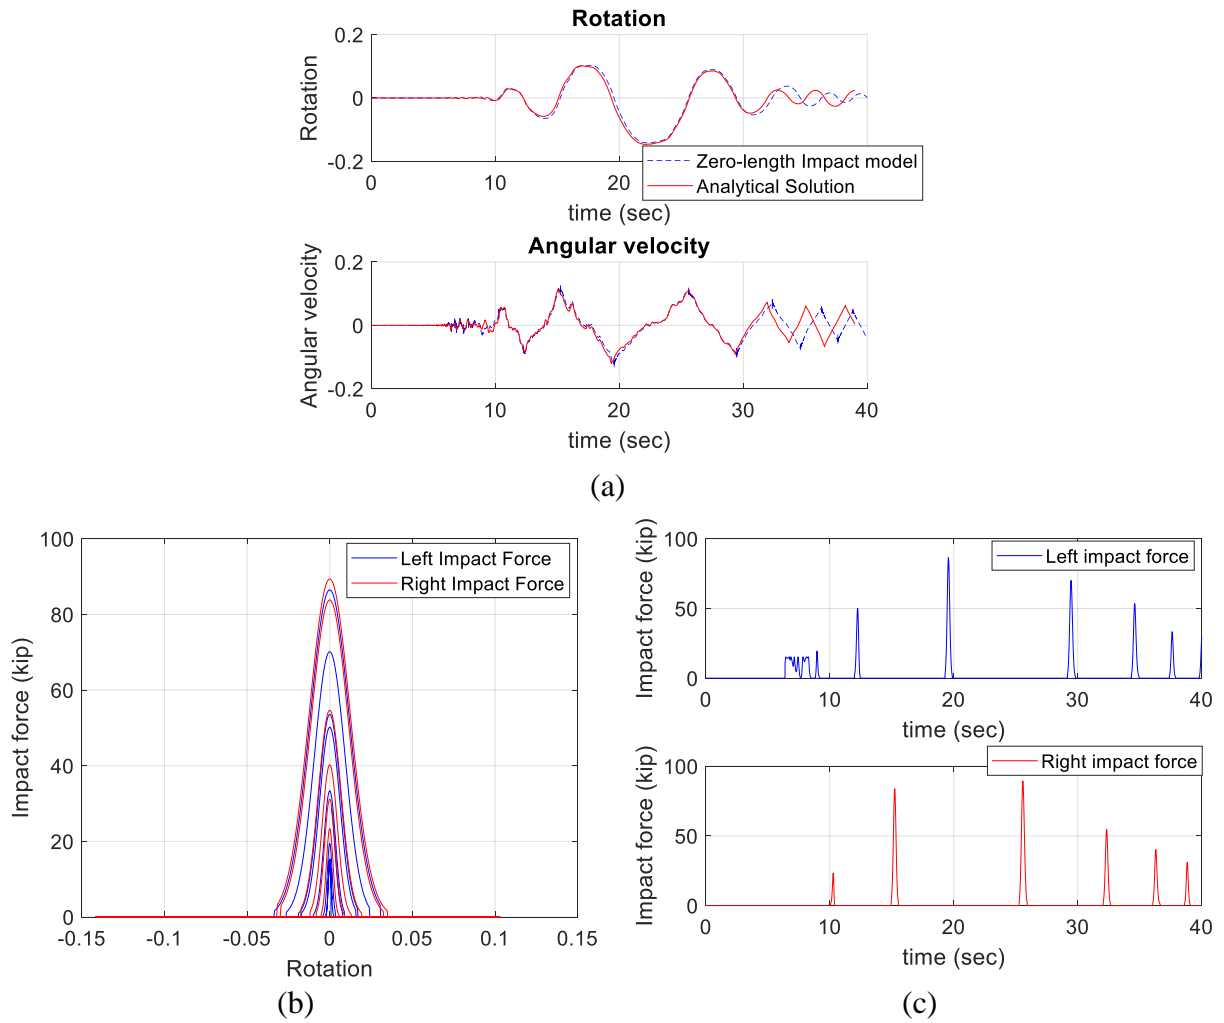 Rotation
0.2
0
-0.2
Rotation
0 10 20
Zero-length Impact model
Analytical Solution
time (sec)
Angular velocity
0.2
0
-0.2
Angular velocity
0 10 20 30 40
time (sec)
(a)
100
80
60
40
20
0
Impact force (kip)
Left Impact Force
Right Impact Force
-0.15 -0.1 -0.05 0 0.05 0.1 0.15
Rotation
(b)
100
50
0
Impact force (kip)
Left impact force
0 10 20 30 40
time (sec)
100
50
0
Impact force (kip)
Right impact force
0 10 20 30 40
time (sec)
(c)